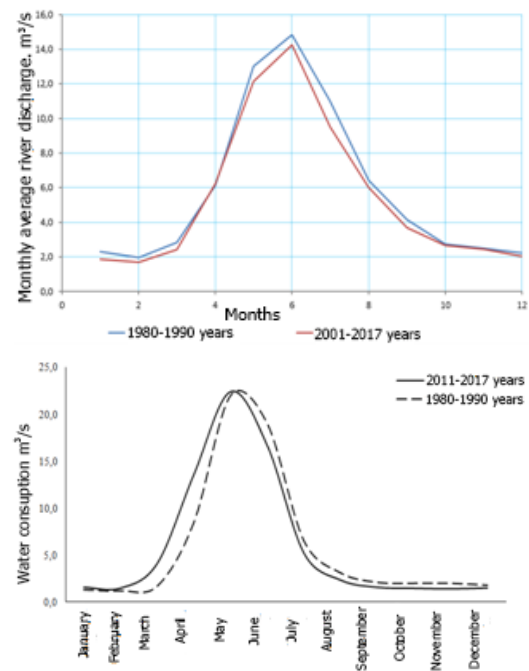 Monthly average river discharge. m³/s
16,0
14,0
12,0
10,0
8,0
6,0
4,0
2,0
0,0
0 2 4 6 8 10 12
Months
1980-1990 years 2001-2017 years
Water consuption m³/s
25,0
20,0
15,0
10,0
5,0
0,0
2011-2017 years
1980-1990 years
January February March April May June July August September October November December